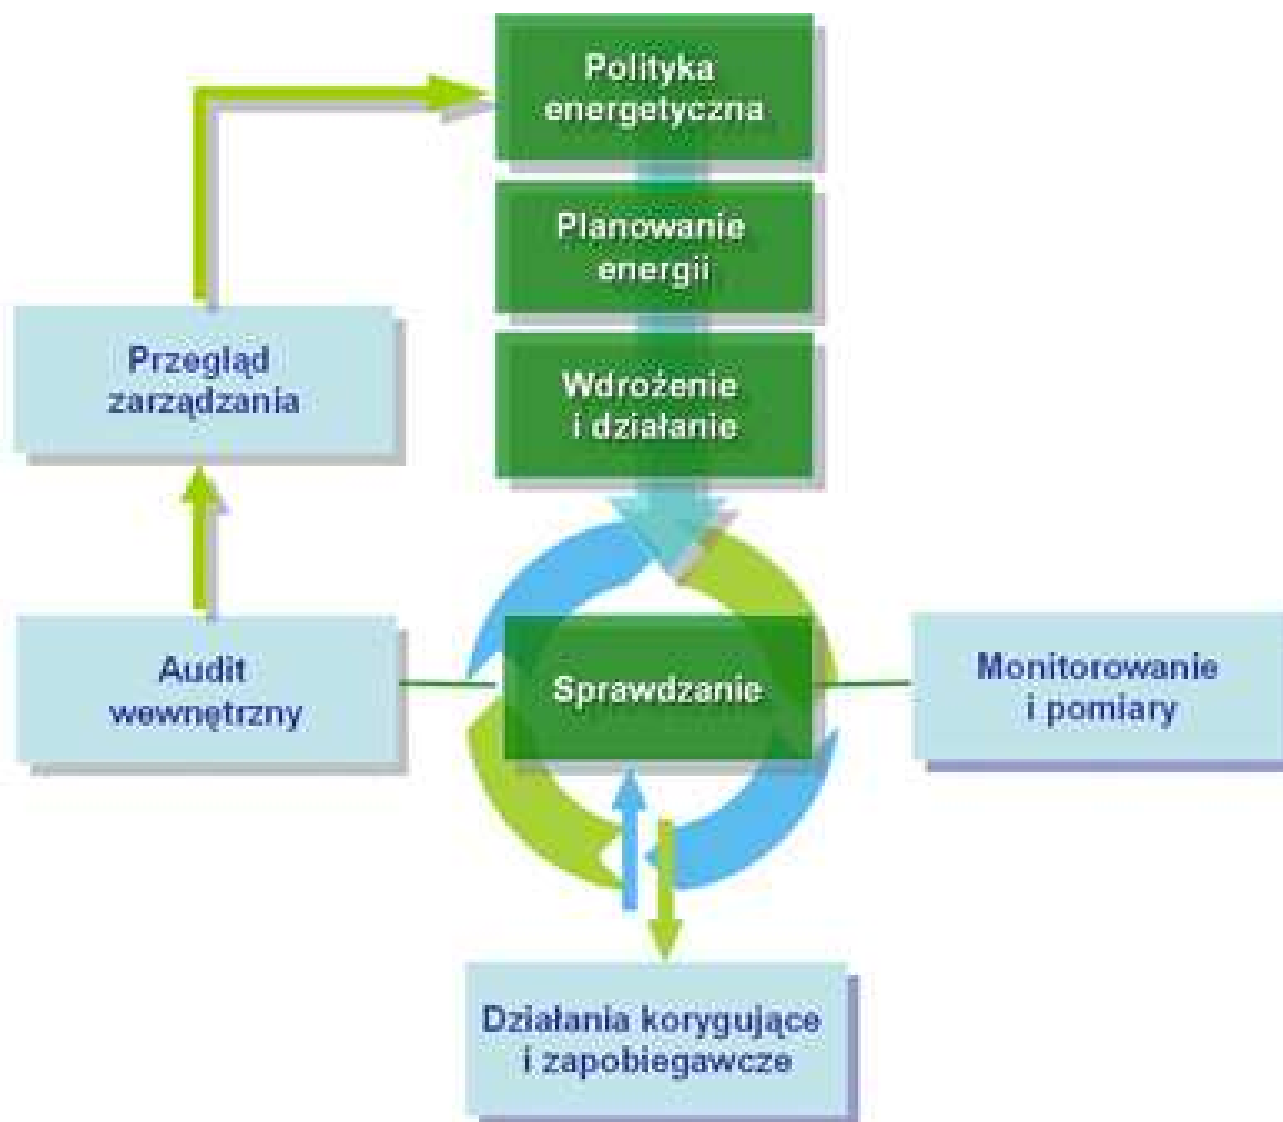 Polityka
energetyczna
Planowanie
energii
Wdrożenie
i działanie
Przegląd
zarządzania
Audit
wewnętrzny
Sprawdzanie
Monitorowanie
i pomiary
Działania korygujące
i zapobiegawcze